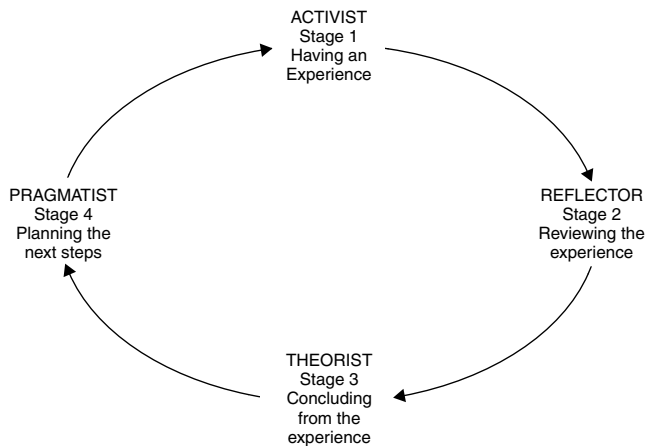 ACTIVIST
Stage 1
Having an
Experience
REFLECTOR
Stage 2
Reviewing the
experience
THEORIST
Stage 3
Concluding
from the
experience
PRAGMATIST
Stage 4
Planning the
next steps